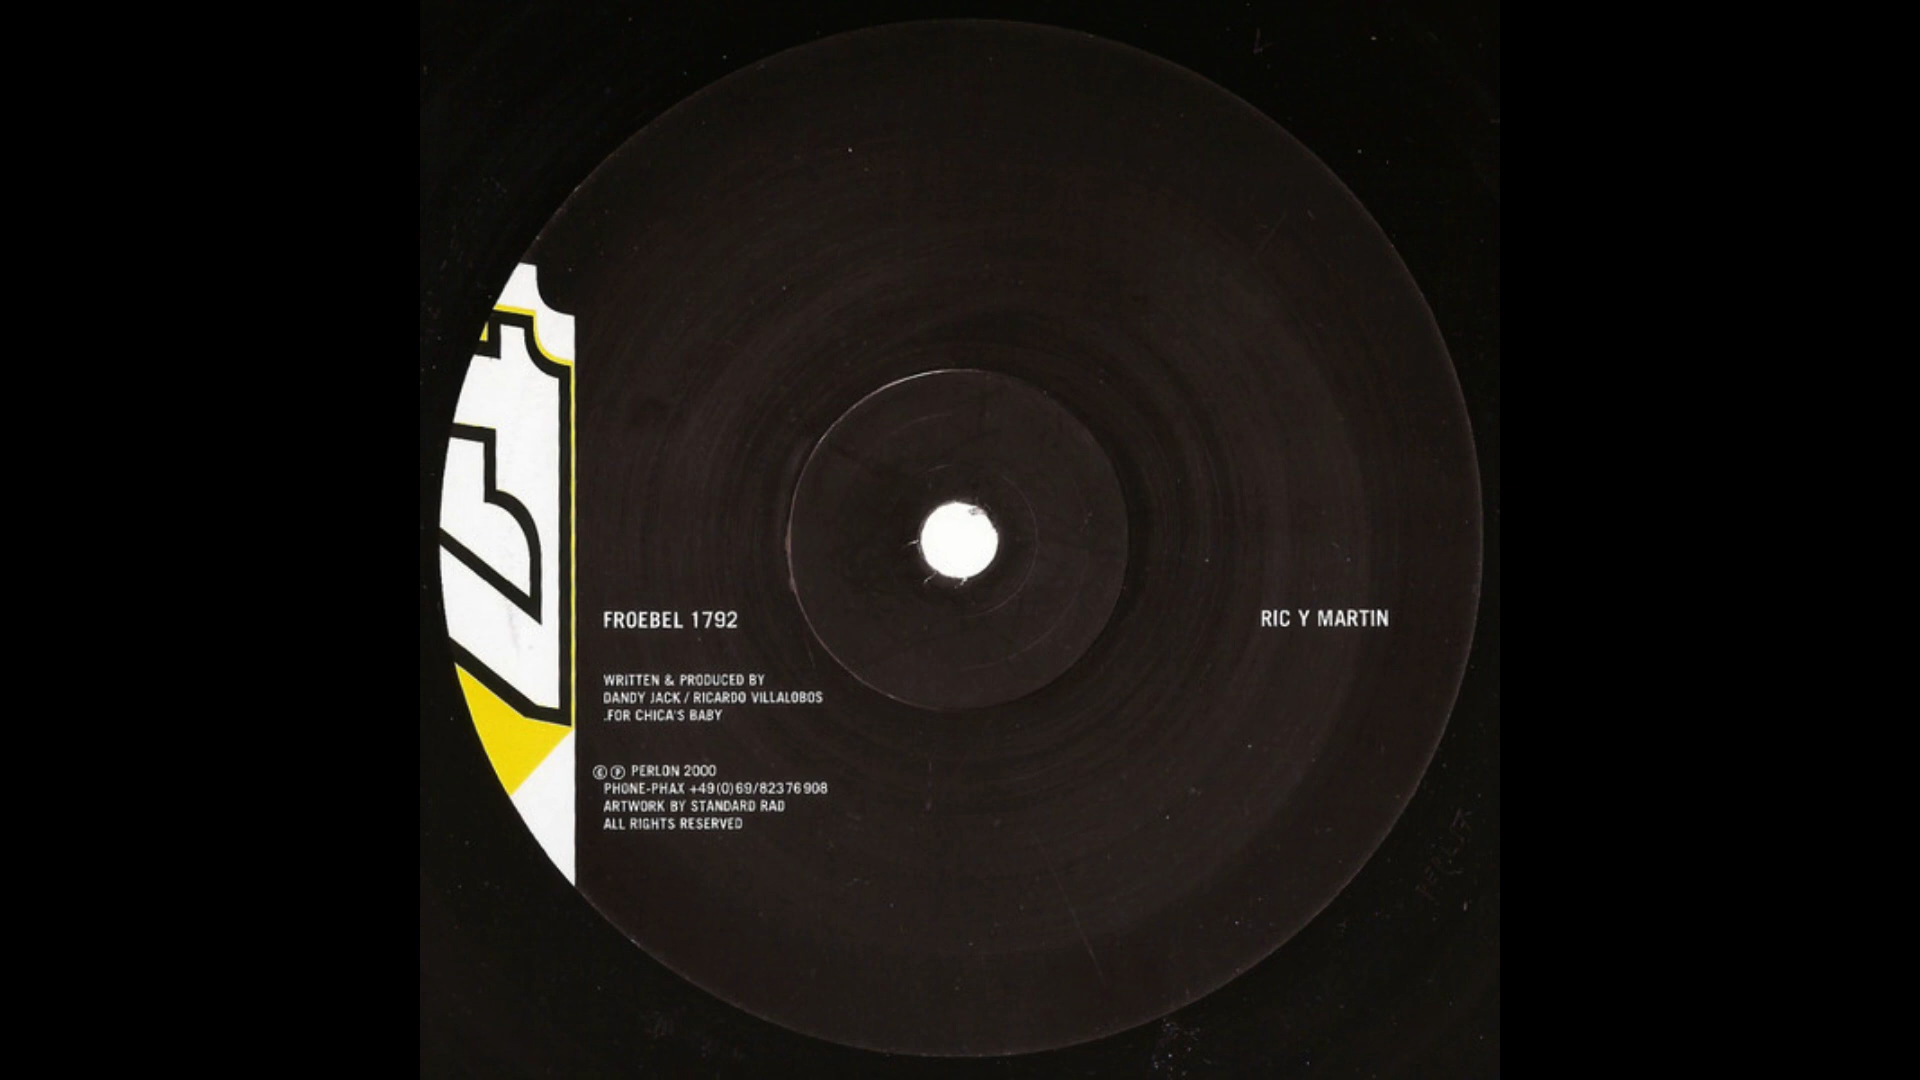 FROEBEL 1792
RIC Y MARTIN
WRITTEN & PRODUCED BY
DANDY JACK / RICARDO VILLALOBOS
.FOR CHICA'S BABY
© ℗ PERLON 2000
PHONE-PHAX +49(0)69/82376908
ARTWORK BY STANDARD RAD
ALL RIGHTS RESERVED